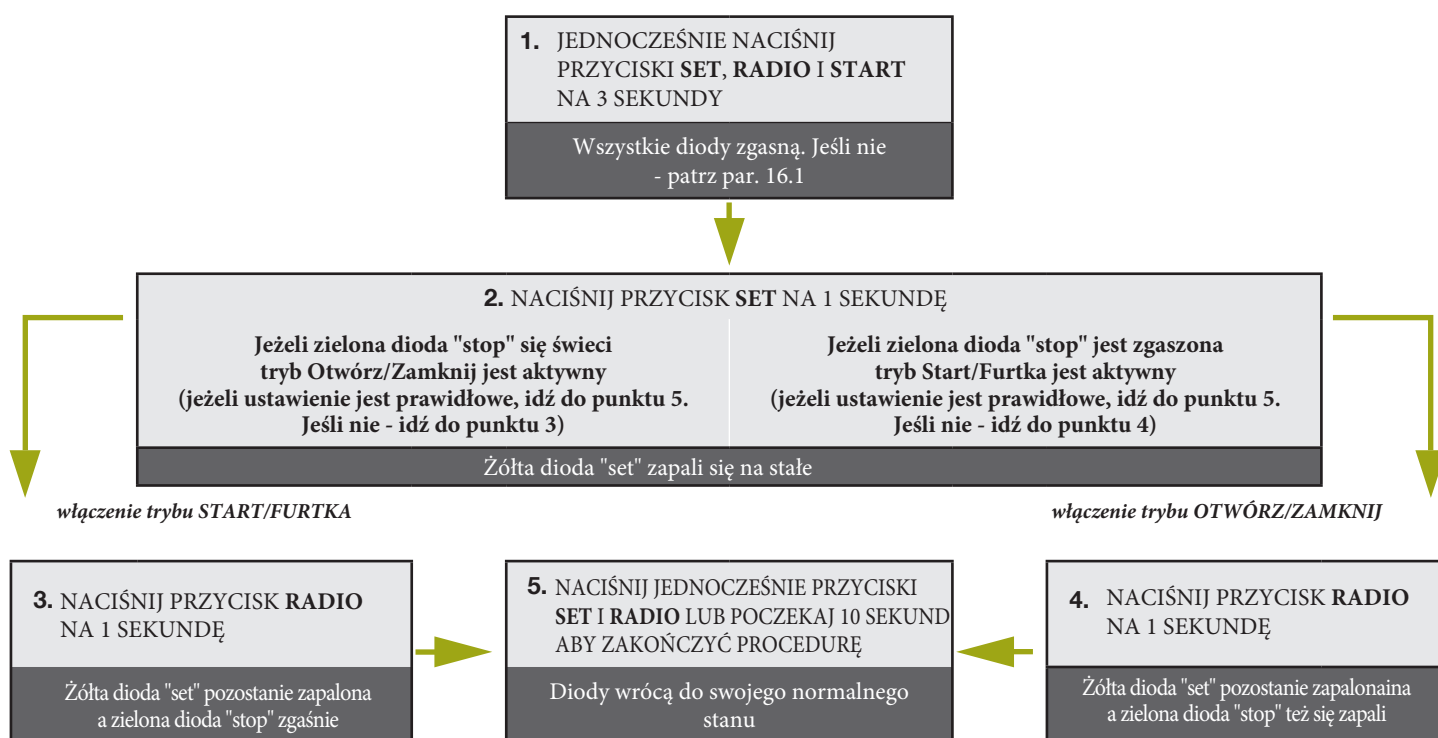 1. JEDNOCZEŚNIE NACIŚNIJ
PRZYCISKI SET, RADIO I START
NA 3 SEKUNDY
Wszystkie diody zgasną. Jeśli nie
- patrz par. 16.1
2. NACIŚNIJ PRZYCISK SET NA 1 SEKUNDĘ
Jeżeli zielona dioda "stop" się świeci
tryb Otwórz/Zamknij jest aktywny
(jeżeli ustawienie jest prawidłowe, idź do punktu 5.
Jeśli nie - idź do punktu 3)
Jeżeli zielona dioda "stop" jest zgaszona
tryb Start/Furtka jest aktywny
(jeżeli ustawienie jest prawidłowe, idź do punktu 5.
Jeśli nie - idź do punktu 4)
Żółta dioda "set" zapali się na stałe
włączenie trybu START/FURTKA
włączenie trybu OTWÓRZ/ZAMKNIJ
3. NACIŚNIJ PRZYCISK RADIO
NA 1 SEKUNDĘ
Żółta dioda "set" pozostanie zapalona
a zielona dioda "stop" zgaśnie
5. NACIŚNIJ JEDNOCZEŚNIE PRZYCISKI
SET I RADIO LUB POCZEKAJ 10 SEKUND
ABY ZAKOŃCZYĆ PROCEDURĘ
Diody wrócą do swojego normalnego
stanu
4. NACIŚNIJ PRZYCISK RADIO
NA 1 SEKUNDĘ
Żółta dioda "set" pozostanie zapalonaina
a zielona dioda "stop" też się zapali